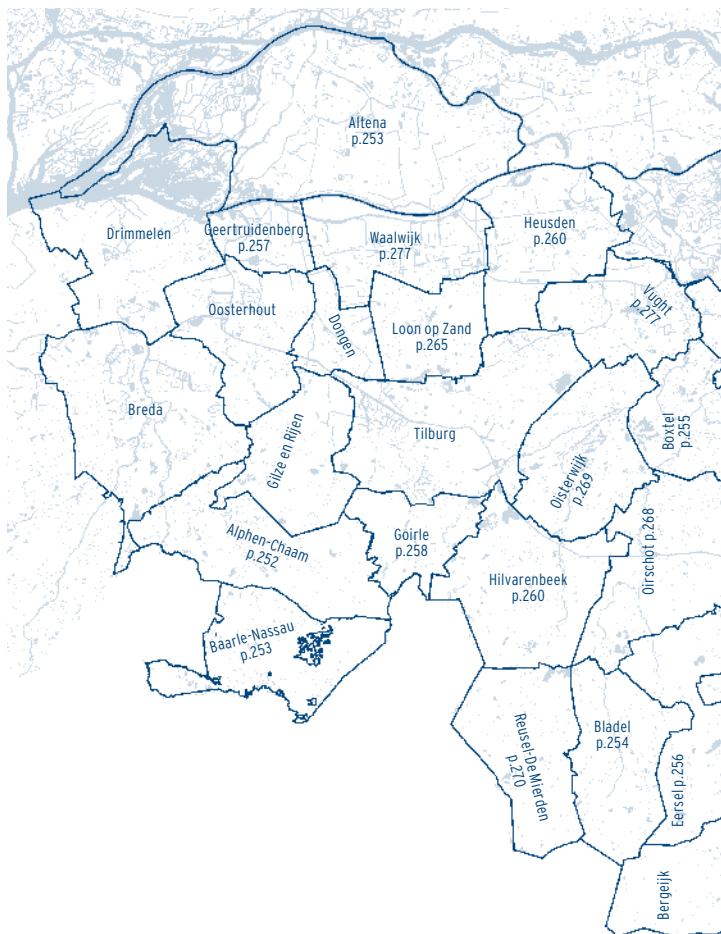 Altena
p.253
Drimmelen
Geertruidenberg
p.257
Waalwijk
p.277
Heusden
p.260
Oosterhout
Dongen
Loon op Zand
p.265
Vught
p.277
Breda
Gilze en Rijen
Tilburg
Oisterwijk
p.269
Boxtel
p.255
Alphen-Chaam
p.252
Goirle
p.258
Hilvarenbeek
p.260
Oirschot p.268
Baarle-Nassau
p.253
Reusel-De Mierden
p.270
Bladel
p.254
Eersel p.256
Bergeijk